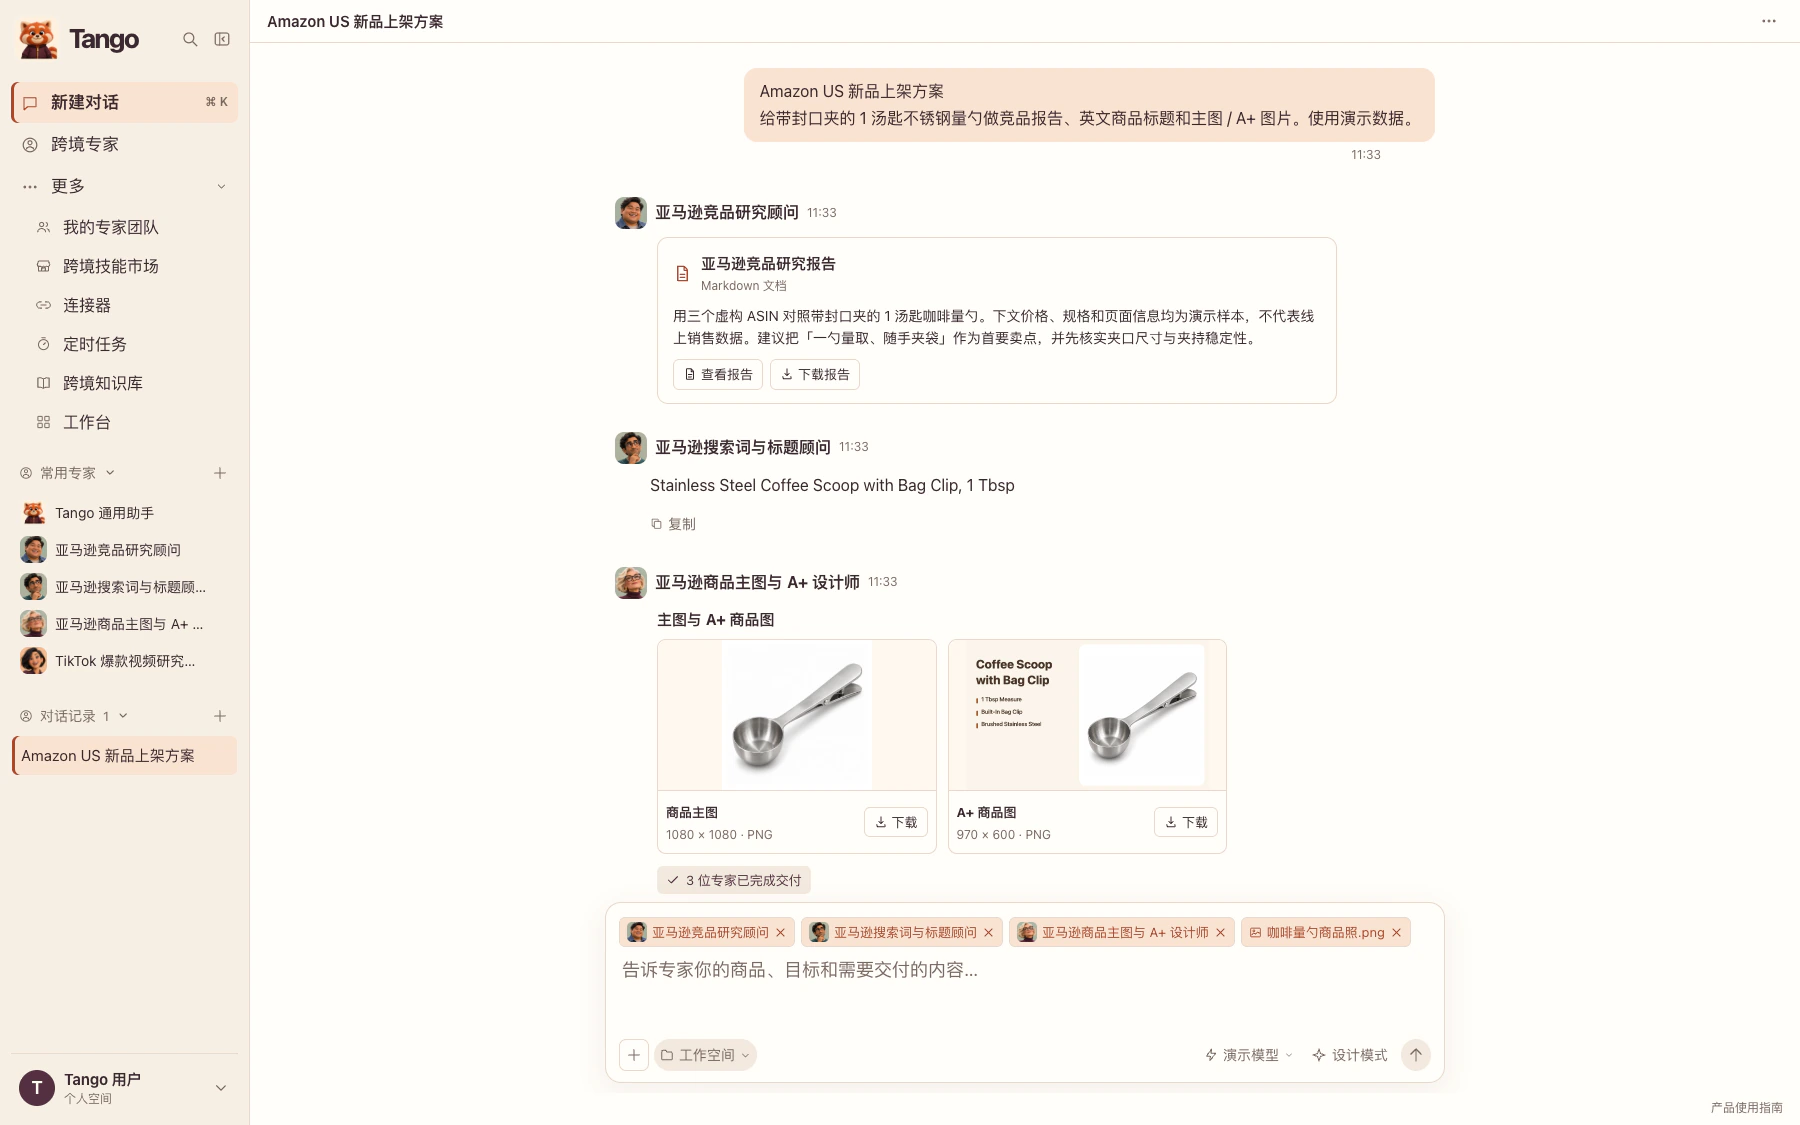 Tango
新建对话
⌘ K
跨境专家
更多
我的专家团队
跨境技能市场
连接器
定时任务
跨境知识库
工作台
常用专家
Tango 通用助手
亚马逊竞品研究顾问
亚马逊搜索词与标题顾...
亚马逊商品主图与 A+ ...
TikTok 爆款视频研究...
对话记录 1
Amazon US 新品上架方案
T
Tango 用户
个人空间
Amazon US 新品上架方案
Amazon US 新品上架方案
给带封口夹的 1 汤匙不锈钢量勺做竞品报告、英文商品标题和主图 / A+ 图片。使用演示数据。
11:33
亚马逊竞品研究顾问 11:33
亚马逊竞品研究报告
Markdown 文档
用三个虚构 ASIN 对照带封口夹的 1 汤匙咖啡量勺。下文价格、规格和页面信息均为演示样本，不代表线
上销售数据。建议把「一勺量取、随手夹袋」作为首要卖点，并先核实夹口尺寸与夹持稳定性。
查看报告
下载报告
亚马逊搜索词与标题顾问 11:33
Stainless Steel Coffee Scoop with Bag Clip, 1 Tbsp
复制
亚马逊商品主图与 A+ 设计师 11:33
主图与 A+ 商品图
Coffee Scoop
with Bag Clip
1 Tbsp Measure
Built-In Bag Clip
Brushed Stainless Steel
商品主图
1080 × 1080 · PNG
下载
A+ 商品图
970 × 600 · PNG
下载
3 位专家已完成交付
亚马逊竞品研究顾问
亚马逊搜索词与标题顾问
亚马逊商品主图与 A+ 设计师
咖啡量勺商品照.png
告诉专家你的商品、目标和需要交付的内容...
工作空间
演示模型
设计模式
产品使用指南